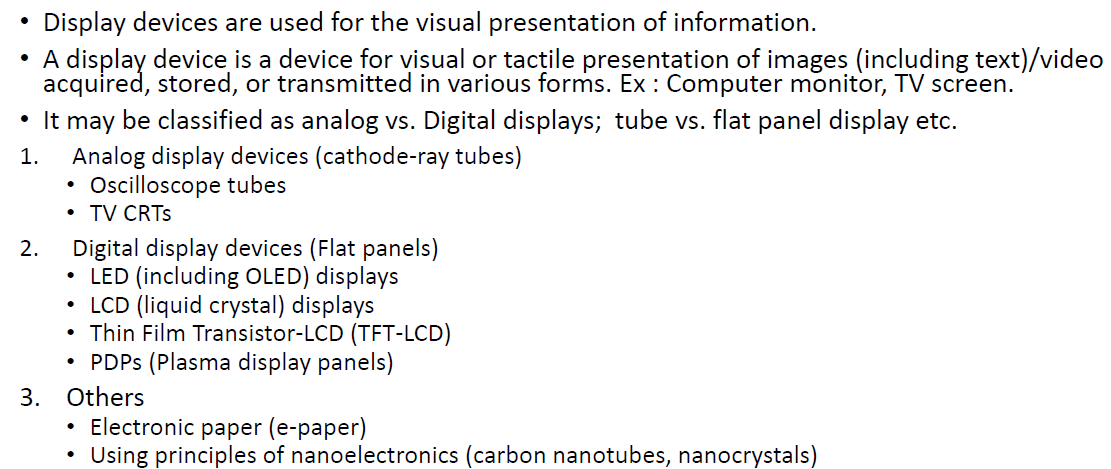 • Display devices are used for the visual presentation of information.
• A display device is a device for visual or tactile presentation of images (including text)/video
acquired, stored, or transmitted in various forms. Ex : Computer monitor, TV screen.
• It may be classified as analog vs. Digital displays; tube vs. flat panel display etc.
1. Analog display devices (cathode-ray tubes)
• Oscilloscope tubes
• TV CRTs
2. Digital display devices (Flat panels)
• LED (including OLED) displays
• LCD (liquid crystal) displays
• Thin Film Transistor-LCD (TFT-LCD)
• PDPs (Plasma display panels)
3. Others
• Electronic paper (e-paper)
• Using principles of nanoelectronics (carbon nanotubes, nanocrystals)